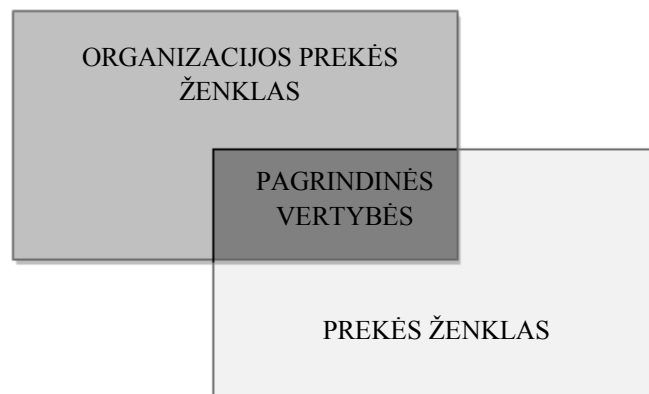 ORGANIZACIJOS PREKĖS
ŽENKLAS
PAGRINDINĖS
VERTYBĖS
PREKĖS ŽENKLAS